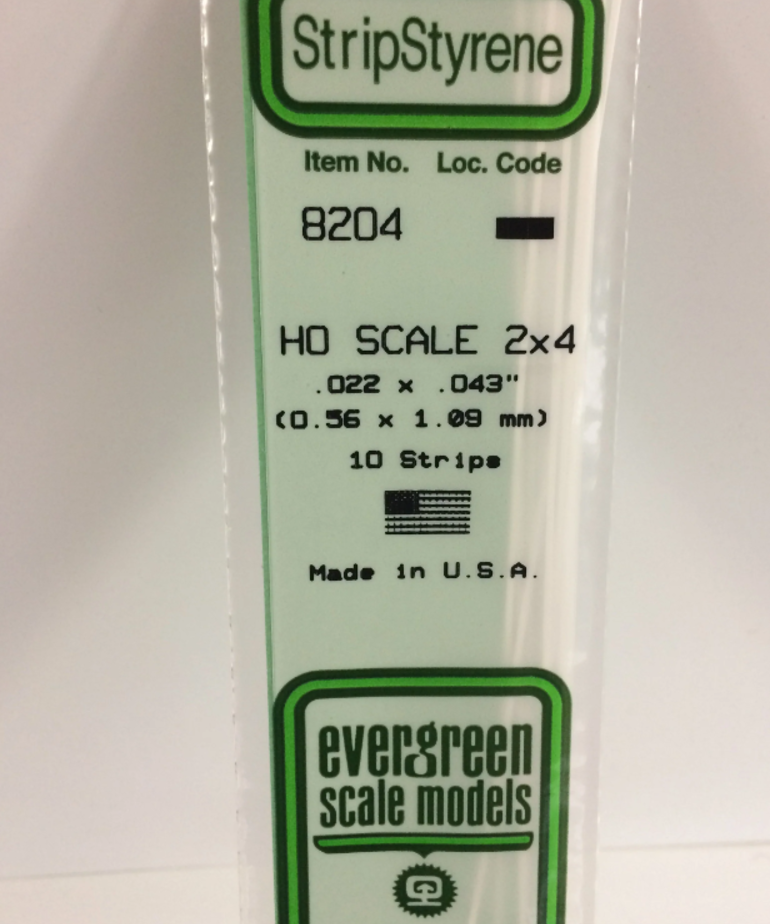 StripStyrene
Item No. Loc. Code
8204
HO SCALE 2x4
.022 x .043"
(0.56 x 1.09 mm)
10 Strips
Made in U.S.A.
evergreen
scale models